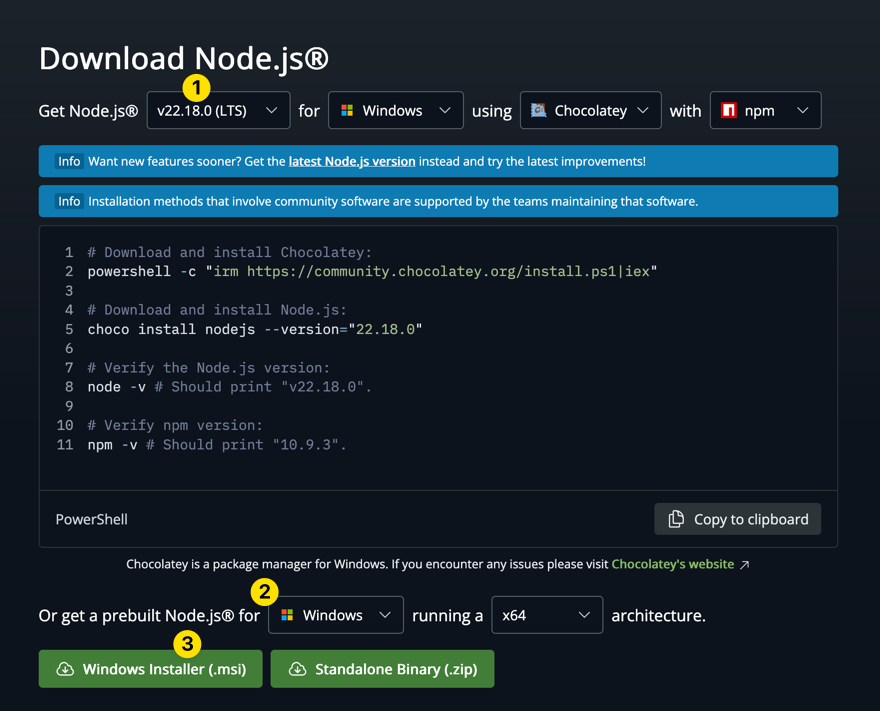 Download Node.js®
1
Get Node.js® v22.18.0 (LTS) for Windows using Chocolatey with npm
Info Want new features sooner? Get the latest Node.js version instead and try the latest improvements!
Info Installation methods that involve community software are supported by the teams maintaining that software.
1 # Download and install Chocolatey:
2 powershell -c "irm https://community.chocolatey.org/install.ps1|iex"
3
4 # Download and install Node.js:
5 choco install nodejs --version="22.18.0"
6
7 # Verify the Node.js version:
8 node -v # Should print "v22.18.0".
9
10 # Verify npm version:
11 npm -v # Should print "10.9.3".
PowerShell Copy to clipboard
Chocolatey is a package manager for Windows. If you encounter any issues please visit Chocolatey's website ↗
2
Or get a prebuilt Node.js® for Windows running a x64 architecture.
3
Windows Installer (.msi) Standalone Binary (.zip)